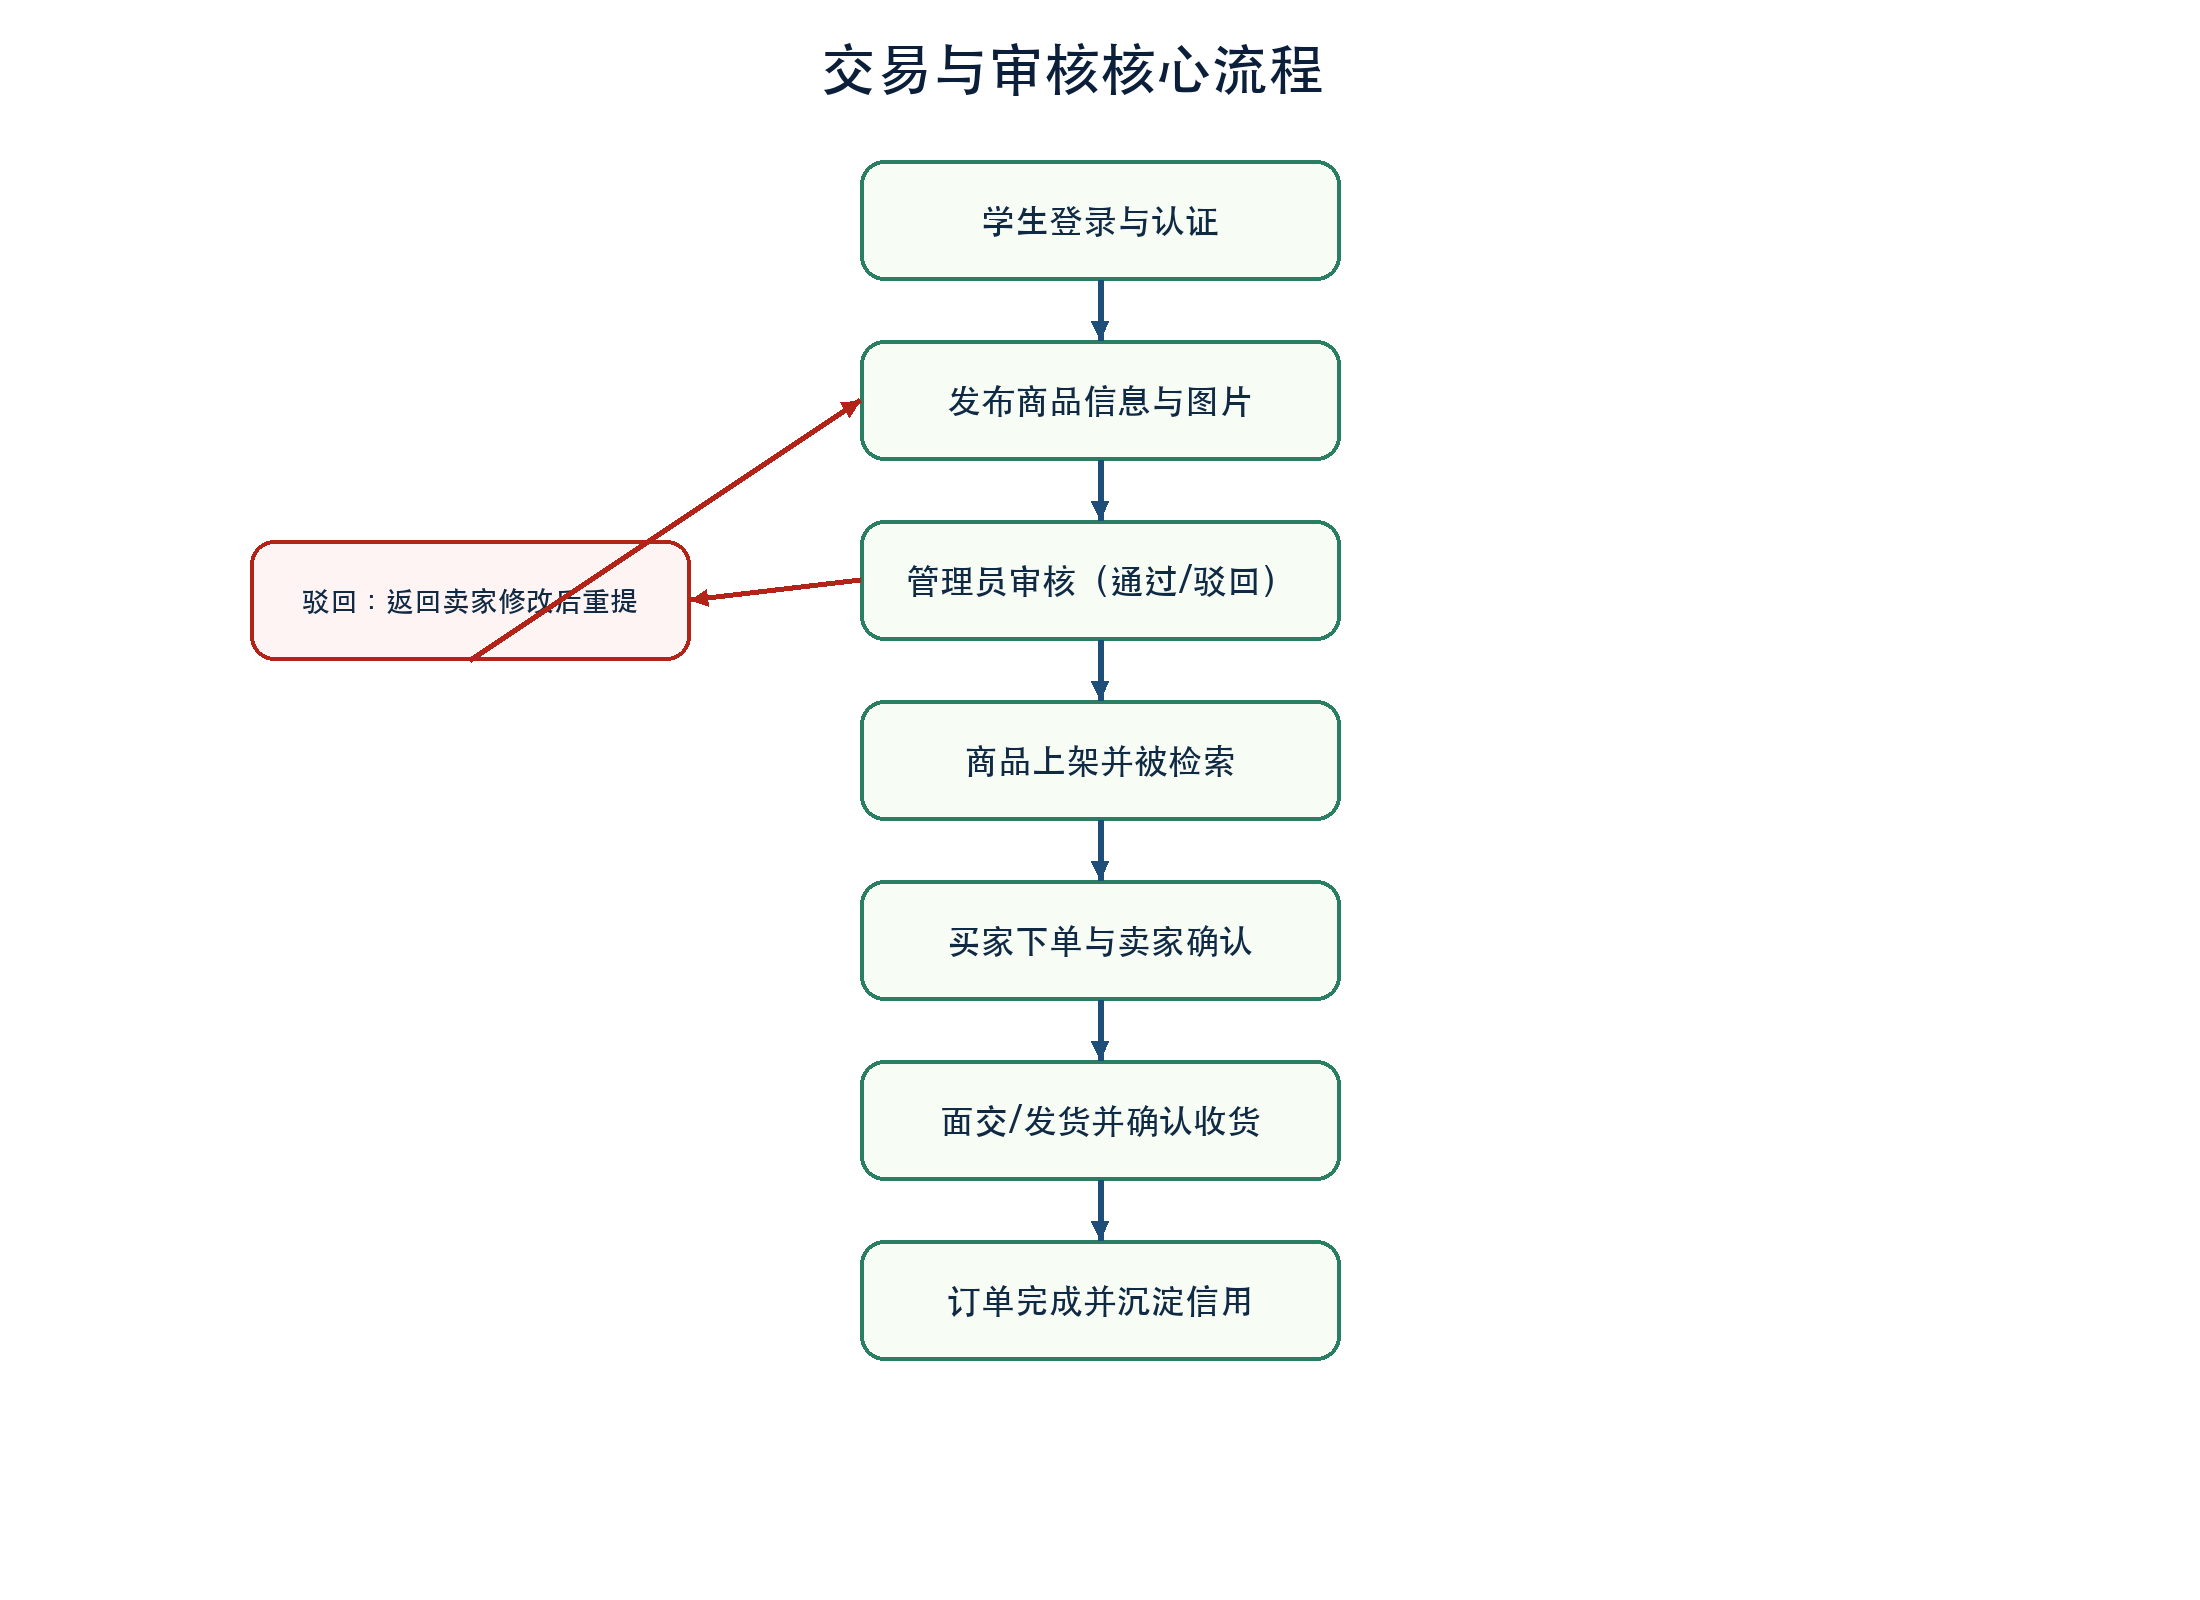 交易与审核核心流程
学生登录与认证
发布商品信息与图片
管理员审核（通过/驳回）
驳回：返回卖家修改后重提
商品上架并被检索
买家下单与卖家确认
面交/发货并确认收货
订单完成并沉淀信用